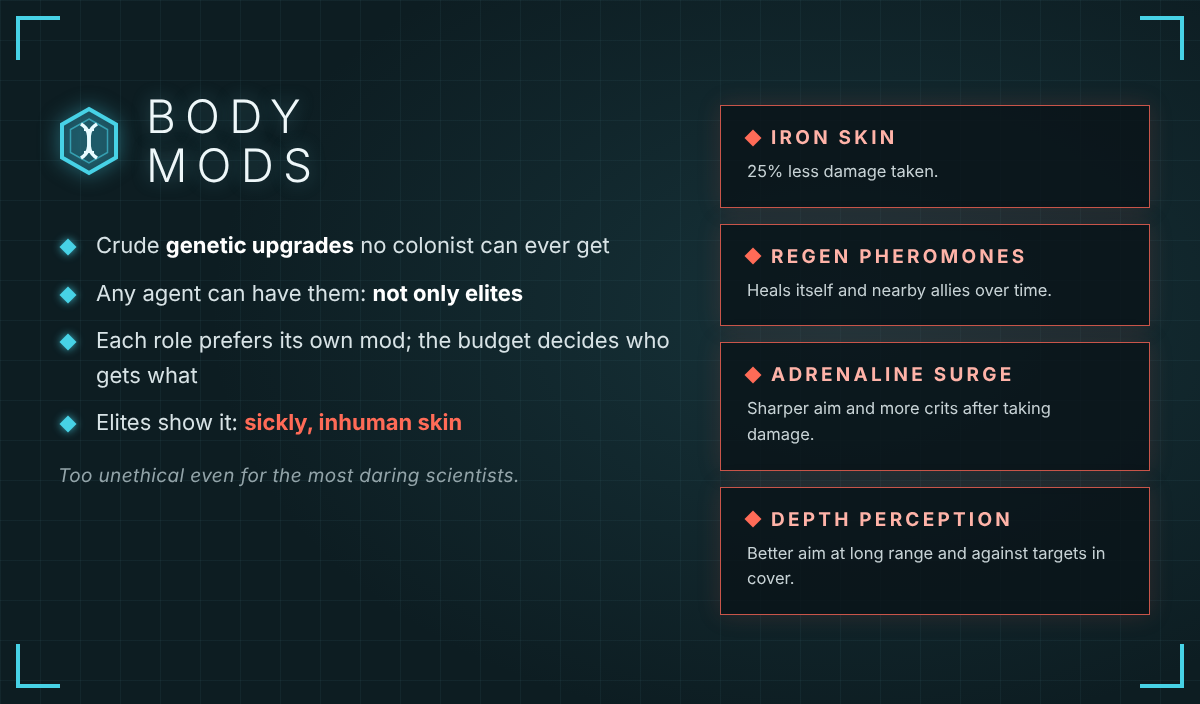 BODY
MODS
Crude genetic upgrades no colonist can ever get
Any agent can have them: not only elites
Each role prefers its own mod; the budget decides who
gets what
Elites show it: sickly, inhuman skin
Too unethical even for the most daring scientists.
IRON SKIN
25% less damage taken.
REGEN PHEROMONES
Heals itself and nearby allies over time.
ADRENALINE SURGE
Sharper aim and more crits after taking
damage.
DEPTH PERCEPTION
Better aim at long range and against targets in
cover.